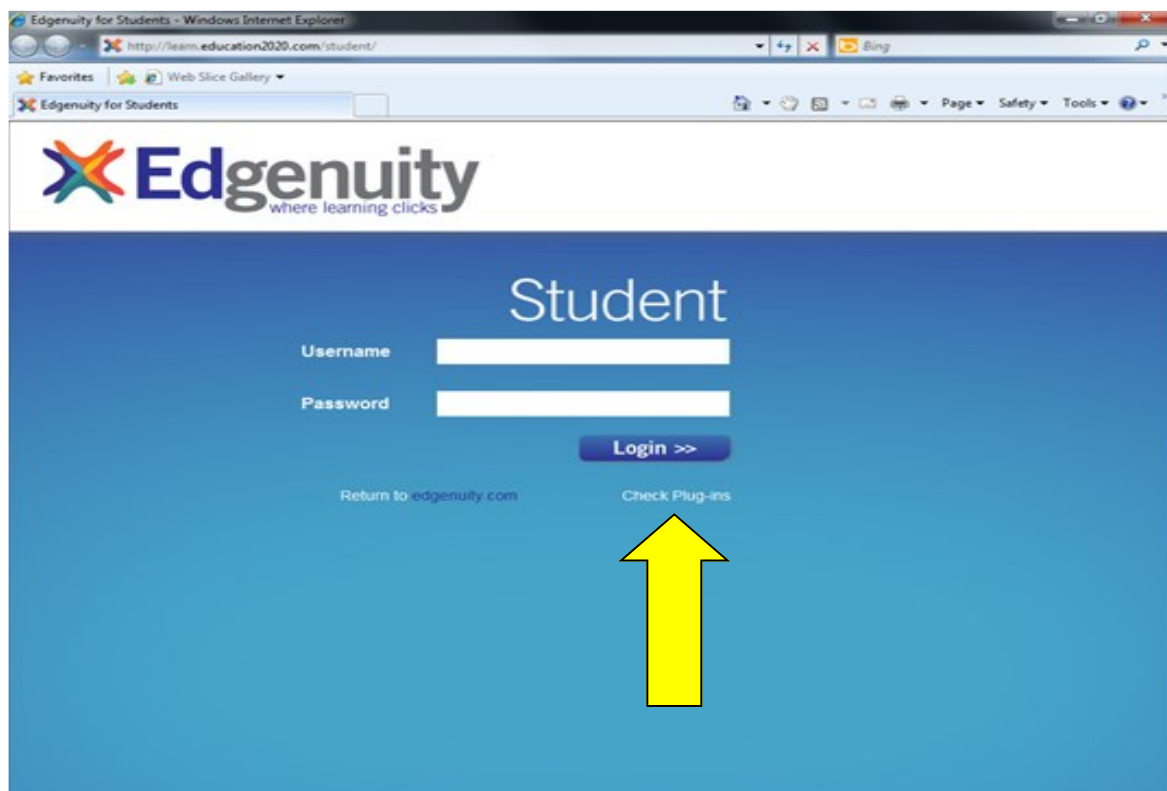 Edgenuity for Students - Windows Internet Explorer
http://learn.education2020.com/student/
Bing
Favorites
Web Slice Gallery
Edgenuity for Students
Page Safety Tools
Edgenuity
where learning clicks
Student
Username
Password
Login >>
Return to edgenuity.com
Check Plug-ins